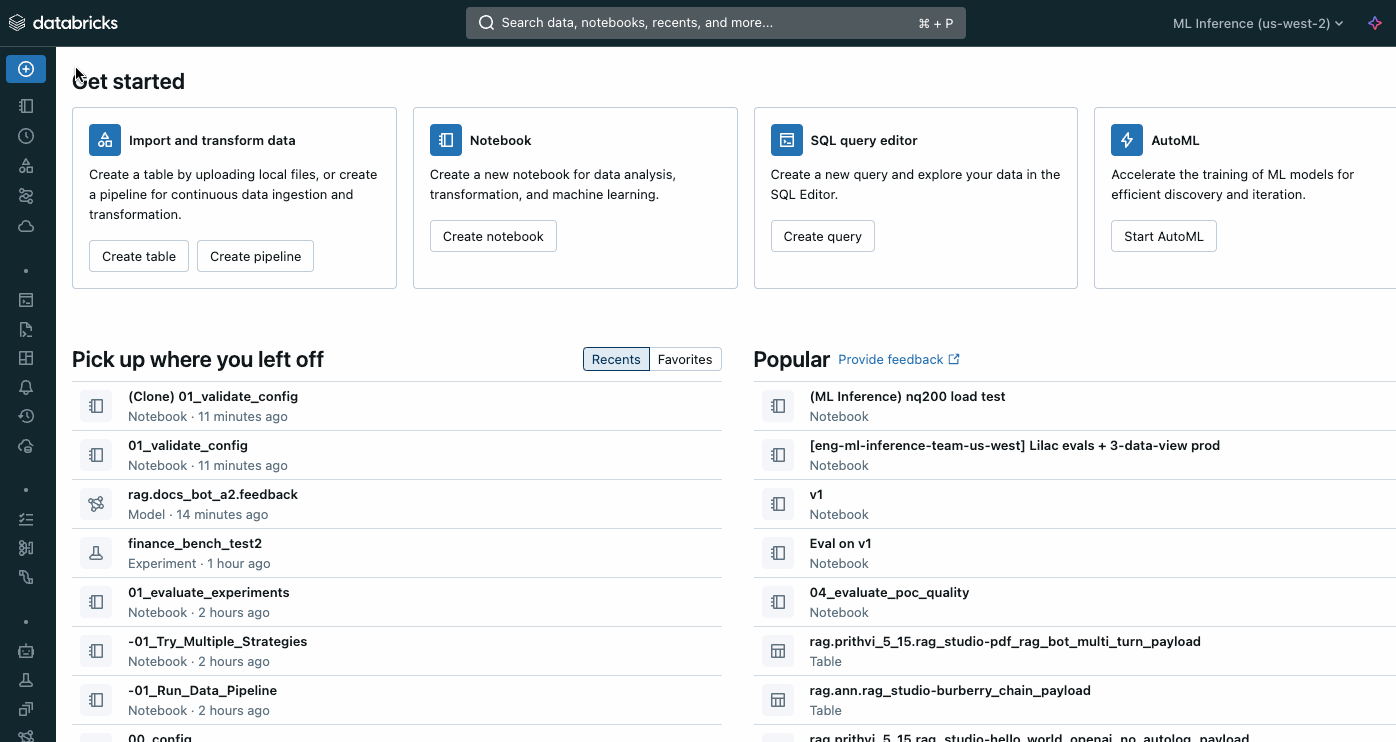 databricks
Search data, notebooks, recents, and more...
⌘ + P
ML Inference (us-west-2)
Get started
Import and transform data
Create a table by uploading local files, or create
a pipeline for continuous data ingestion and
transformation.
Create table
Create pipeline
Notebook
Create a new notebook for data analysis,
transformation, and machine learning.
Create notebook
SQL query editor
Create a new query and explore your data in the
SQL Editor.
Create query
AutoML
Accelerate the training of ML models for
efficient discovery and iteration.
Start AutoML
Pick up where you left off
Recents
Favorites
(Clone) 01_validate_config
Notebook · 11 minutes ago
01_validate_config
Notebook · 11 minutes ago
rag.docs_bot_a2.feedback
Model · 14 minutes ago
finance_bench_test2
Experiment · 1 hour ago
01_evaluate_experiments
Notebook · 2 hours ago
-01_Try_Multiple_Strategies
Notebook · 2 hours ago
-01_Run_Data_Pipeline
Notebook · 2 hours ago
00_config
Popular
Provide feedback
(ML Inference) nq200 load test
Notebook
[eng-ml-inference-team-us-west] Lilac evals + 3-data-view prod
Notebook
v1
Notebook
Eval on v1
Notebook
04_evaluate_poc_quality
Notebook
rag.prithvi_5_15.rag_studio-pdf_rag_bot_multi_turn_payload
Table
rag.ann.rag_studio-burberry_chain_payload
Table
rag.prithvi_5_15.rag_studio-hello_world_openai_no_autolog_payload